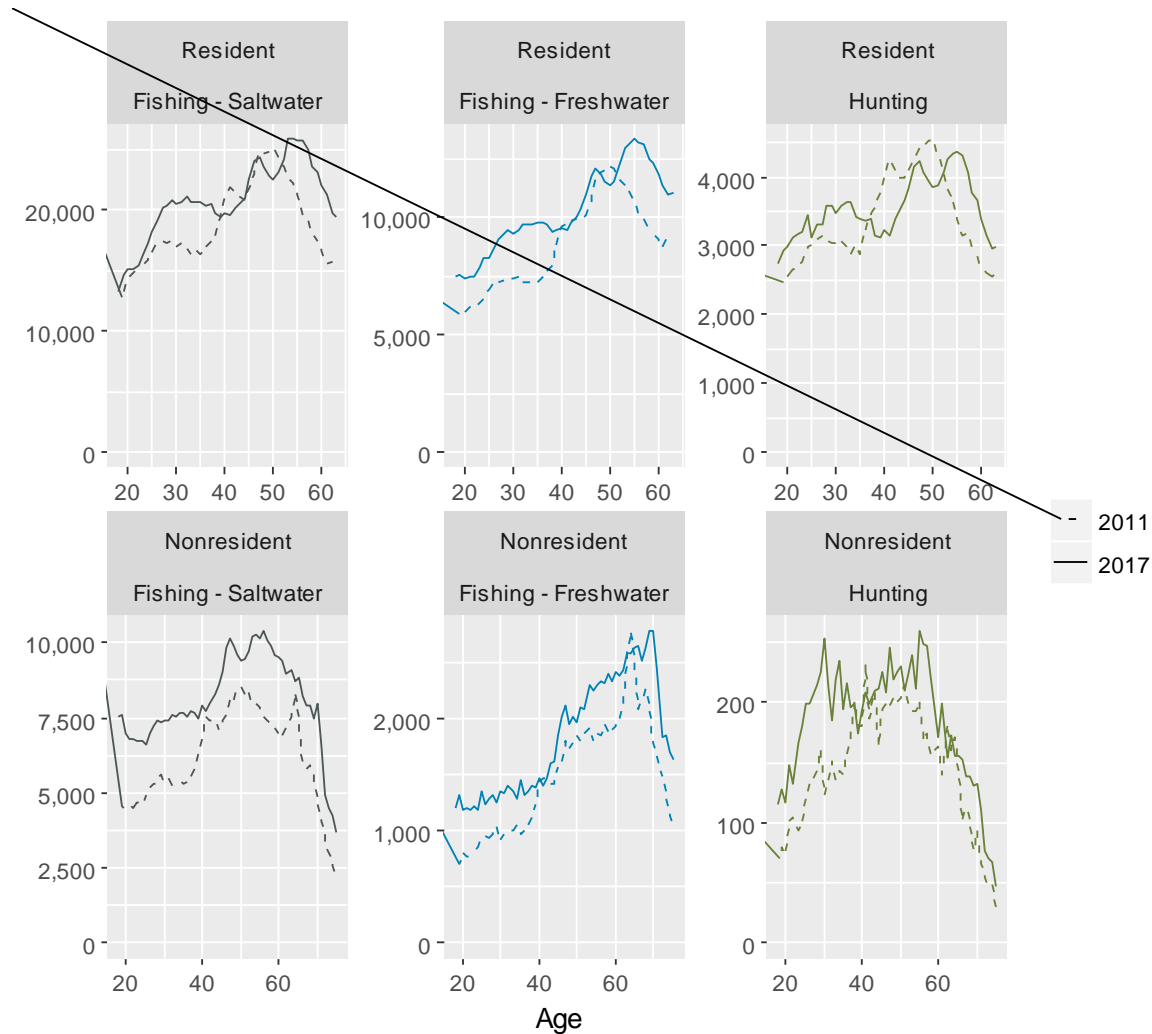 Resident
Fishing - Saltwater
Resident
Fishing - Freshwater
Resident
Hunting
20,000
10,000
0
20 30 40 50 60
10,000
5,000
0
20 30 40 50 60
4,000
3,000
2,000
1,000
0
20 30 40 50 60
2011
2017
Nonresident
Fishing - Saltwater
Nonresident
Fishing - Freshwater
Nonresident
Hunting
10,000
7,500
5,000
2,500
0
20 40 60
2,000
1,000
0
20 40 60
200
100
0
20 40 60
Age